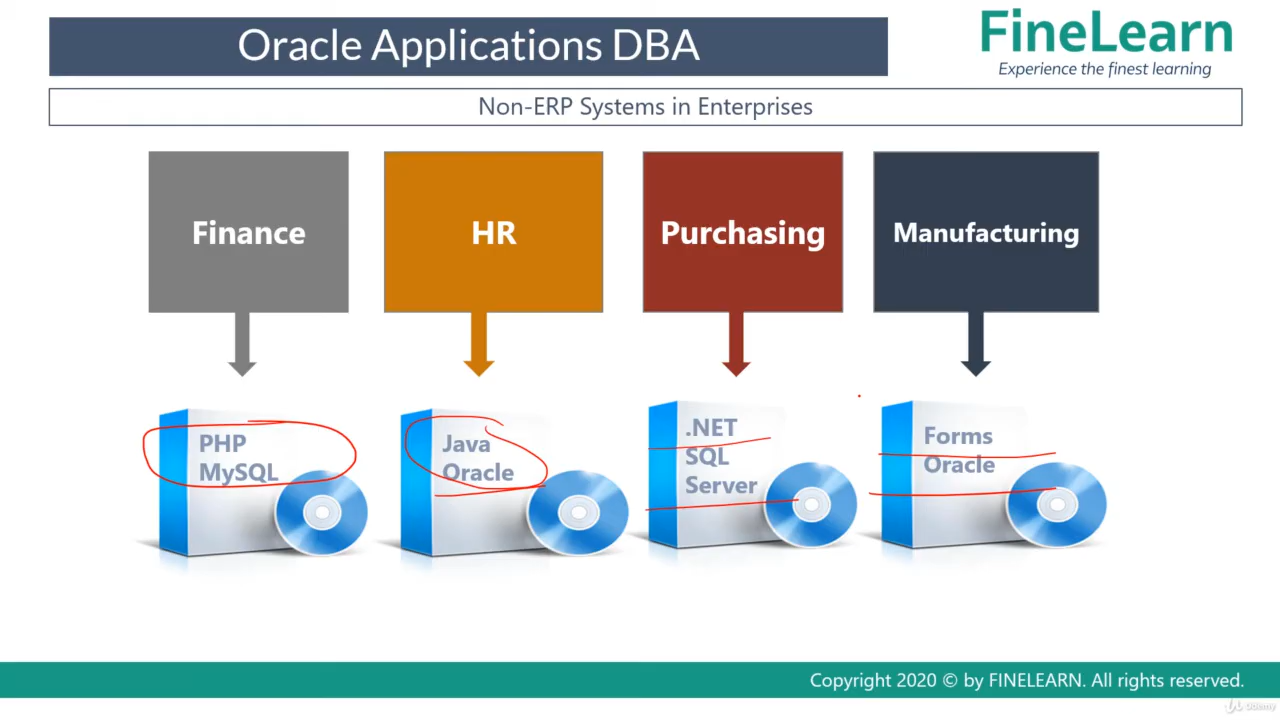 Oracle Applications DBA
FineLearn
Experience the finest learning
Non-ERP Systems in Enterprises
Finance
HR
Purchasing
Manufacturing
PHP
MySQL
Java
Oracle
.NET
SQL
Server
Forms
Oracle
Copyright 2020 © by FINELEARN. All rights reserved.
Udemy